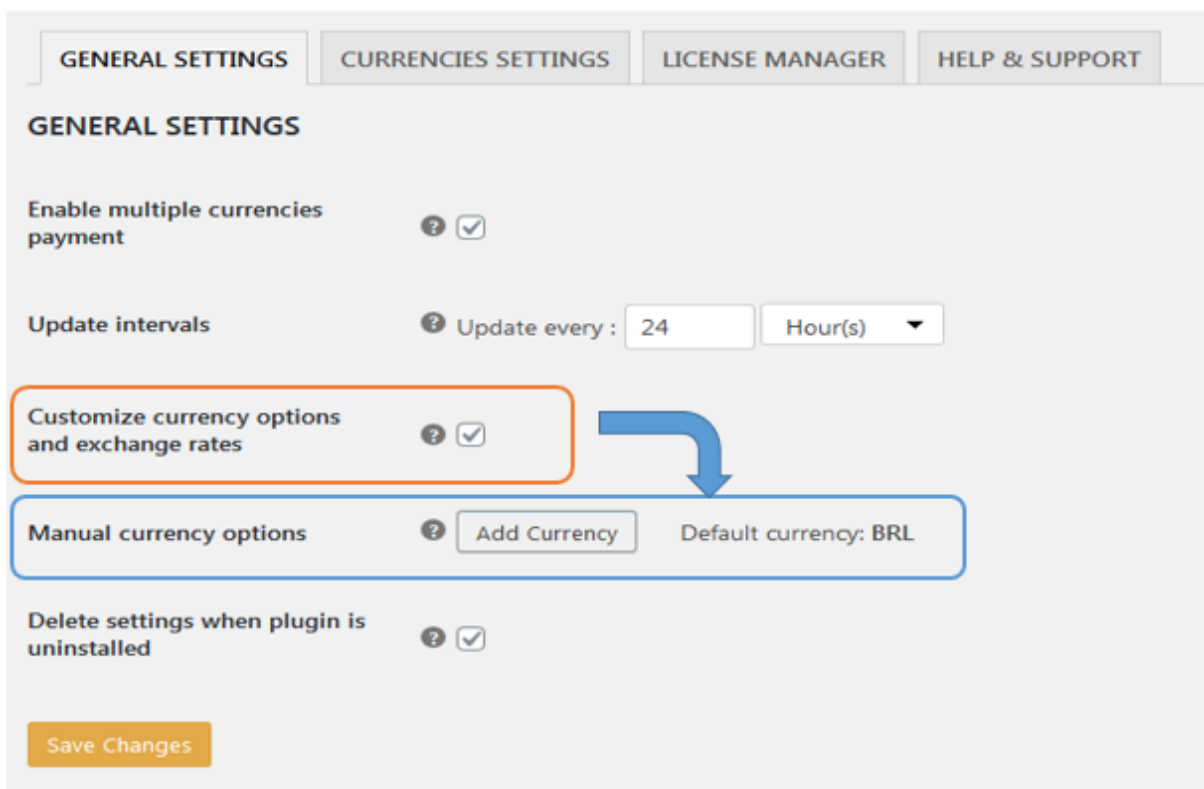 GENERAL SETTINGS CURRENCIES SETTINGS LICENSE MANAGER HELP & SUPPORT
GENERAL SETTINGS
Enable multiple currencies
payment
Update intervals
Update every : 24 Hour(s)
Customize currency options
and exchange rates
Manual currency options
Add Currency Default currency: BRL
Delete settings when plugin is
uninstalled
Save Changes